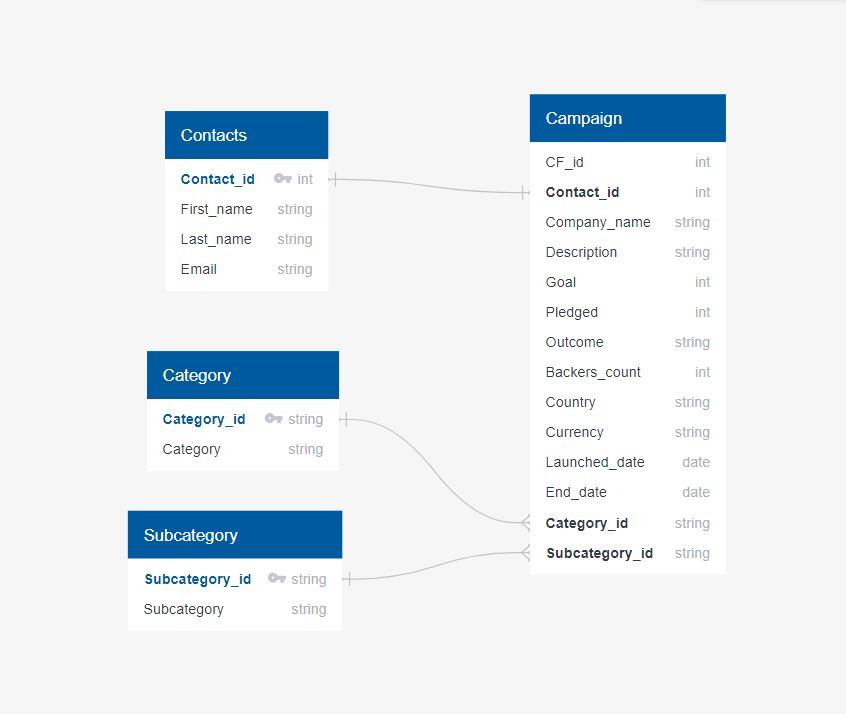 Contacts
Contact_id int
First_name string
Last_name string
Email string
Category
Category_id string
Category string
Subcategory
Subcategory_id string
Subcategory string
Campaign
CF_id int
Contact_id int
Company_name string
Description string
Goal int
Pledged int
Outcome string
Backers_count int
Country string
Currency string
Launched_date date
End_date date
Category_id string
Subcategory_id string